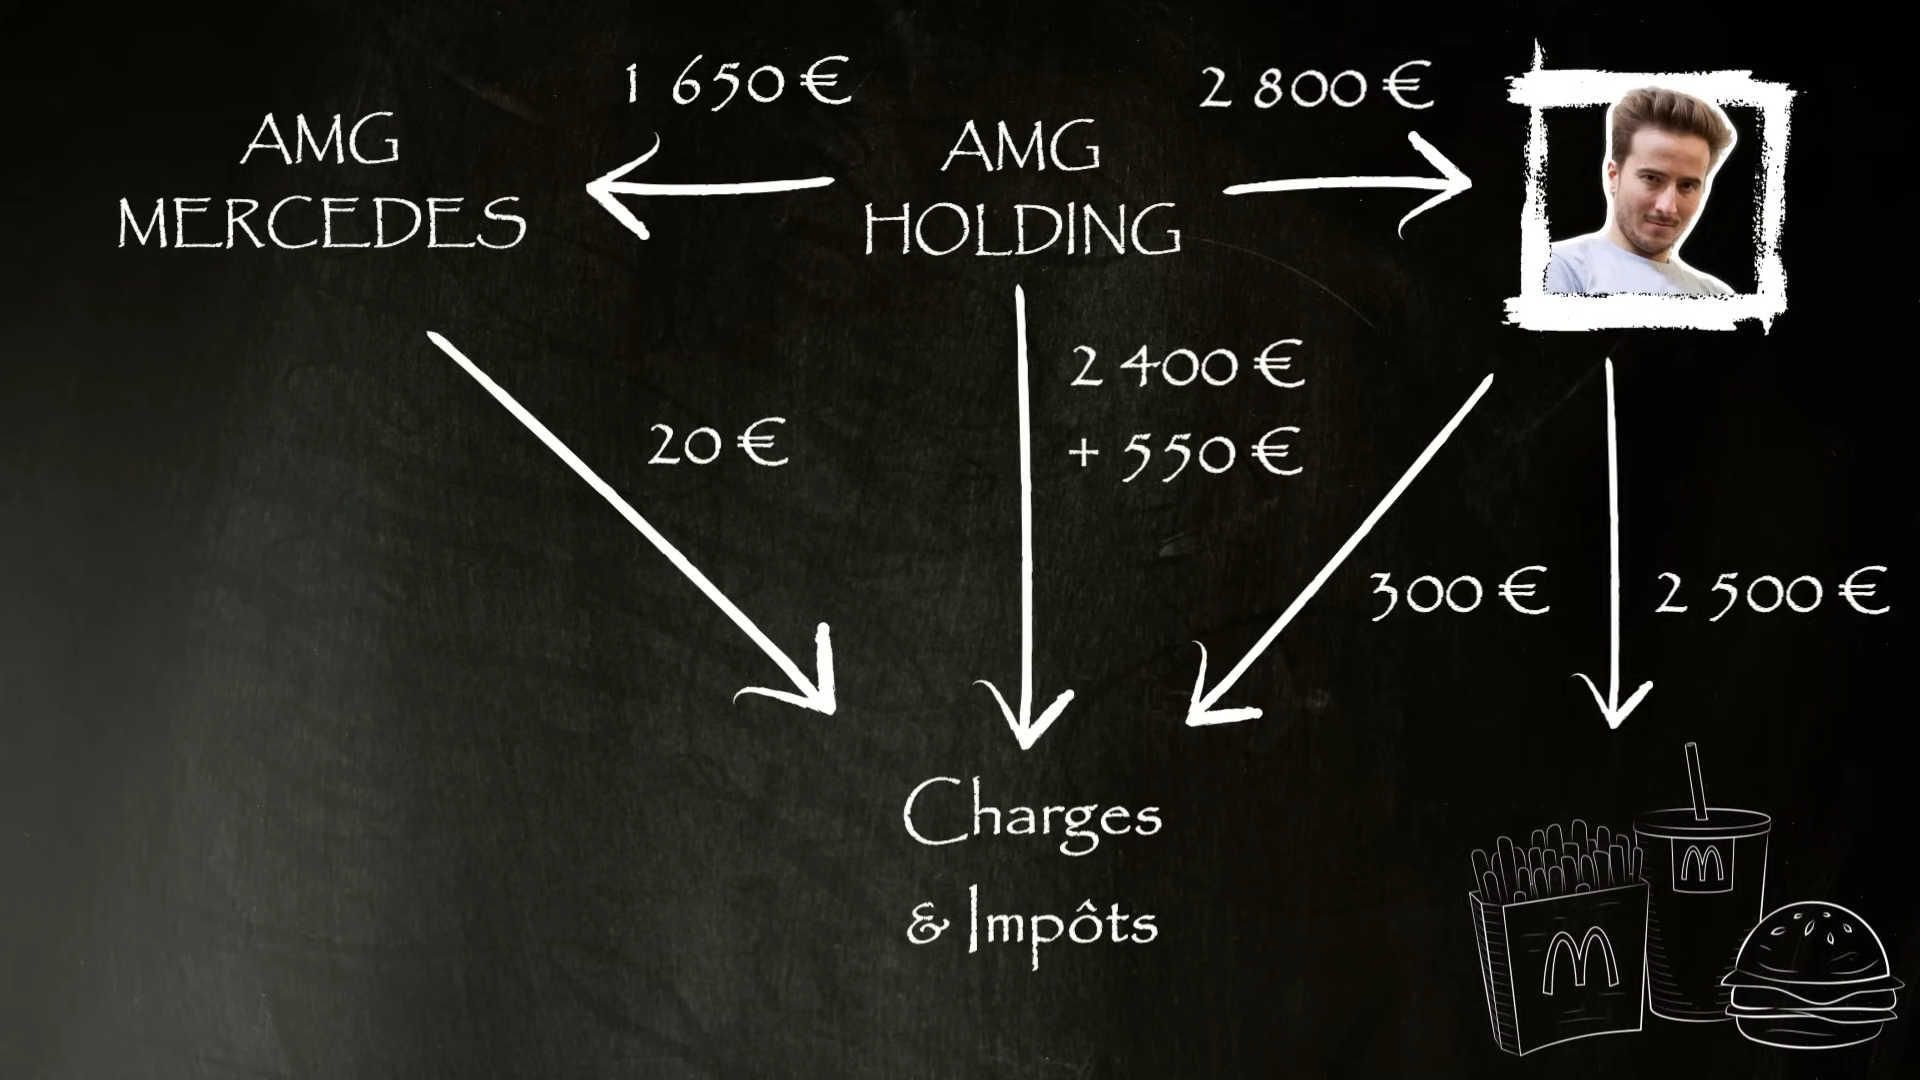 1 650 €
2 800 €
AMG
MERCEDES
AMG
HOLDING
2 400 €
+ 550 €
20 €
300 €
2 500 €
Charges
& Impôts
M
M